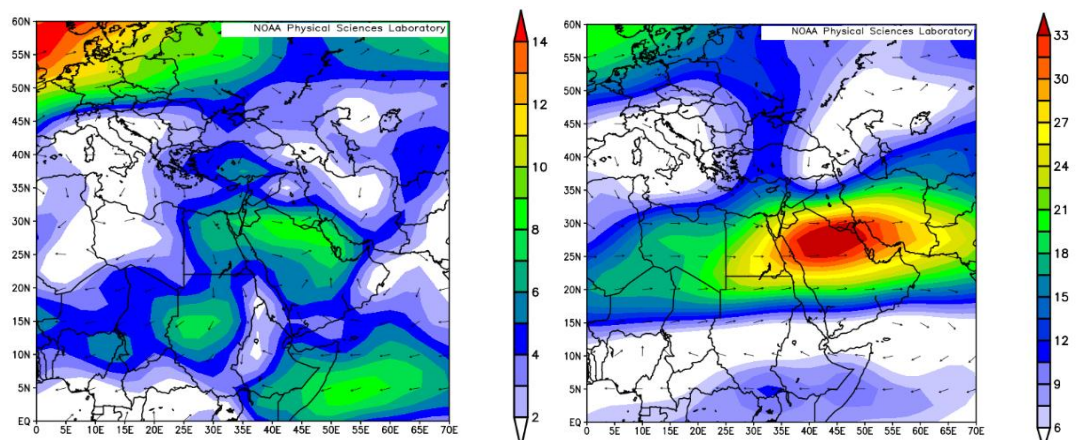 NOAA Physical Sciences Laboratory
60N
55N
50N
45N
40N
35N
30N
25N
20N
15N
10N
5N
EQ
0 5E 10E 15E 20E 25E 30E 35E 40E 45E 50E 55E 60E 65E 70E
14
12
10
8
6
4
2
NOAA Physical Sciences Laboratory
60N
55N
50N
45N
40N
35N
30N
25N
20N
15N
10N
5N
EQ
0 5E 10E 15E 20E 25E 30E 35E 40E 45E 50E 55E 60E 65E 70E
33
30
27
24
21
18
15
12
9
6